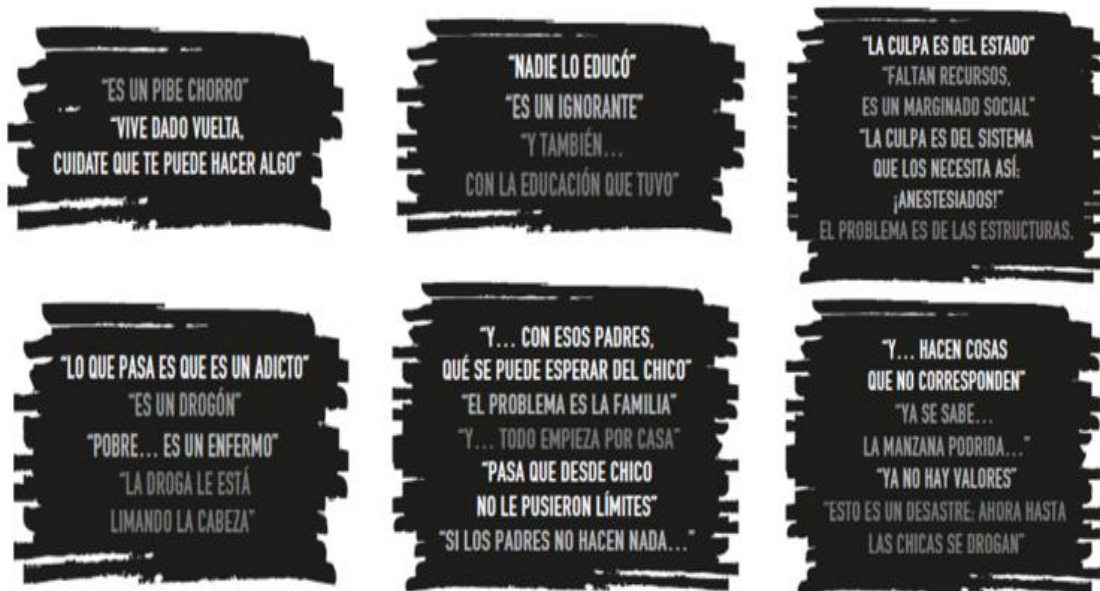 "ES UN PIBE CHORRO"
"VIVE DADO VUELTA,
CUIDATE QUE TE PUEDE HACER ALGO"
"NADIE LO EDUCÓ"
"ES UN IGNORANTE"
"Y TAMBIÉN...
CON LA EDUCACIÓN QUE TUVO"
"LA CULPA ES DEL ESTADO"
"FALTAN RECURSOS,
ES UN MARGINADO SOCIAL"
"LA CULPA ES DEL SISTEMA
QUE LOS NECESITA ASÍ:
¡ANESTESIADOS!"
EL PROBLEMA ES DE LAS ESTRUCTURAS.
"LO QUE PASA ES QUE ES UN ADICTO"
"ES UN DROGÓN"
"POBRE... ES UN ENFERMO"
"LA DROGA LE ESTÁ
LIMANDO LA CABEZA"
"Y... CON ESOS PADRES,
QUÉ SE PUEDE ESPERAR DEL CHICO"
"EL PROBLEMA ES LA FAMILIA"
"Y... TODO EMPIEZA POR CASA"
"PASA QUE DESDE CHICO
NO LE PUSIERON LÍMITES"
"SI LOS PADRES NO HACEN NADA..."
"Y... HACEN COSAS
QUE NO CORRESPONDEN"
"YA SE SABE...
LA MANZANA PODRIDA..."
"YA NO HAY VALORES"
"ESTO ES UN DESASTRE: AHORA HASTA
LAS CHICAS SE DROGAN"